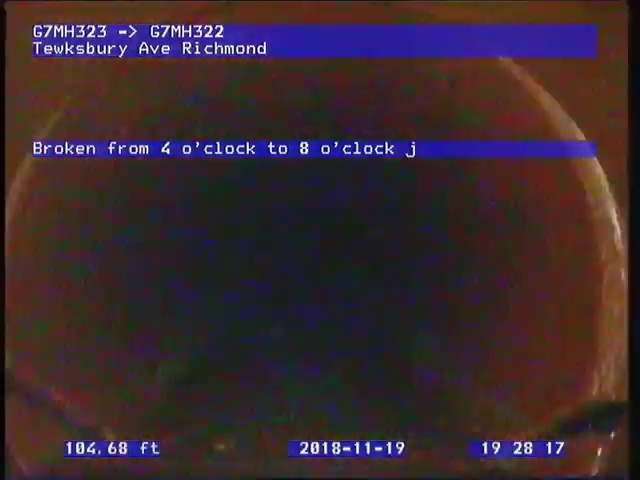 G7MH323 -> G7MH322
Tewksbury Ave Richmond
Broken from 4 o'clock to 8 o'clock j
104.68 ft 2018-11-19 19 28 17